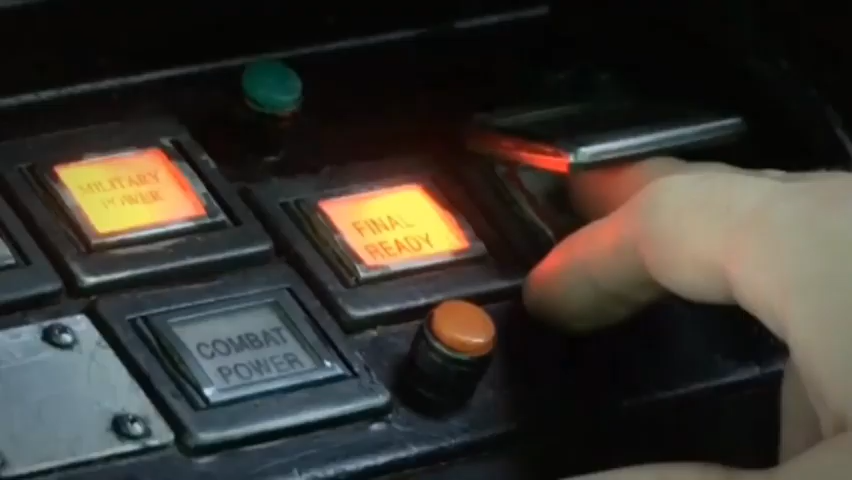 MILITARY
POWER
FINAL
READY
COMBAT
POWER